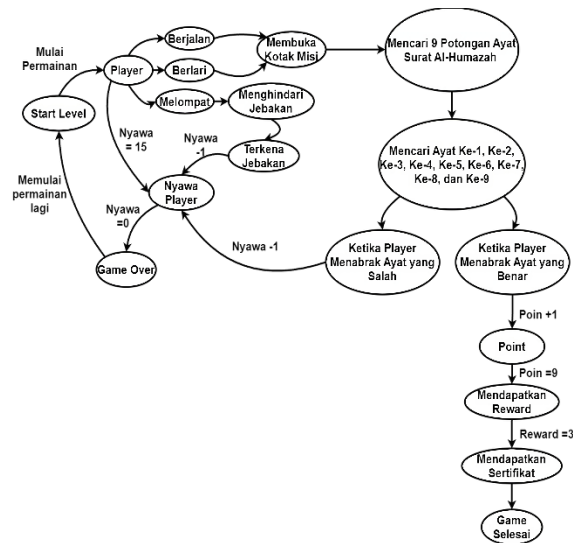 Mulai
Permainan
Player
Berjalan
Berlari
Melompat
Membuka
Kotak Misi
Mencari 9 Potongan Ayat
Surat Al-Humazah
Start Level
Menghindari
Jebakan
Nyawa
= 15
Nyawa
-1
Terkena
Jebakan
Mencari Ayat Ke-1, Ke-2,
Ke-3, Ke-4, Ke-5, Ke-6, Ke-7,
Ke-8, dan Ke-9
Memulai
permainan
lagi
Nyawa
Player
Nyawa
=0
Game Over
Nyawa -1
Ketika Player
Menabrak Ayat yang
Salah
Ketika Player
Menabrak Ayat yang
Benar
Poin +1
Point
Poin =9
Mendapatkan
Reward
Reward =3
Mendapatkan
Sertifikat
Game
Selesai